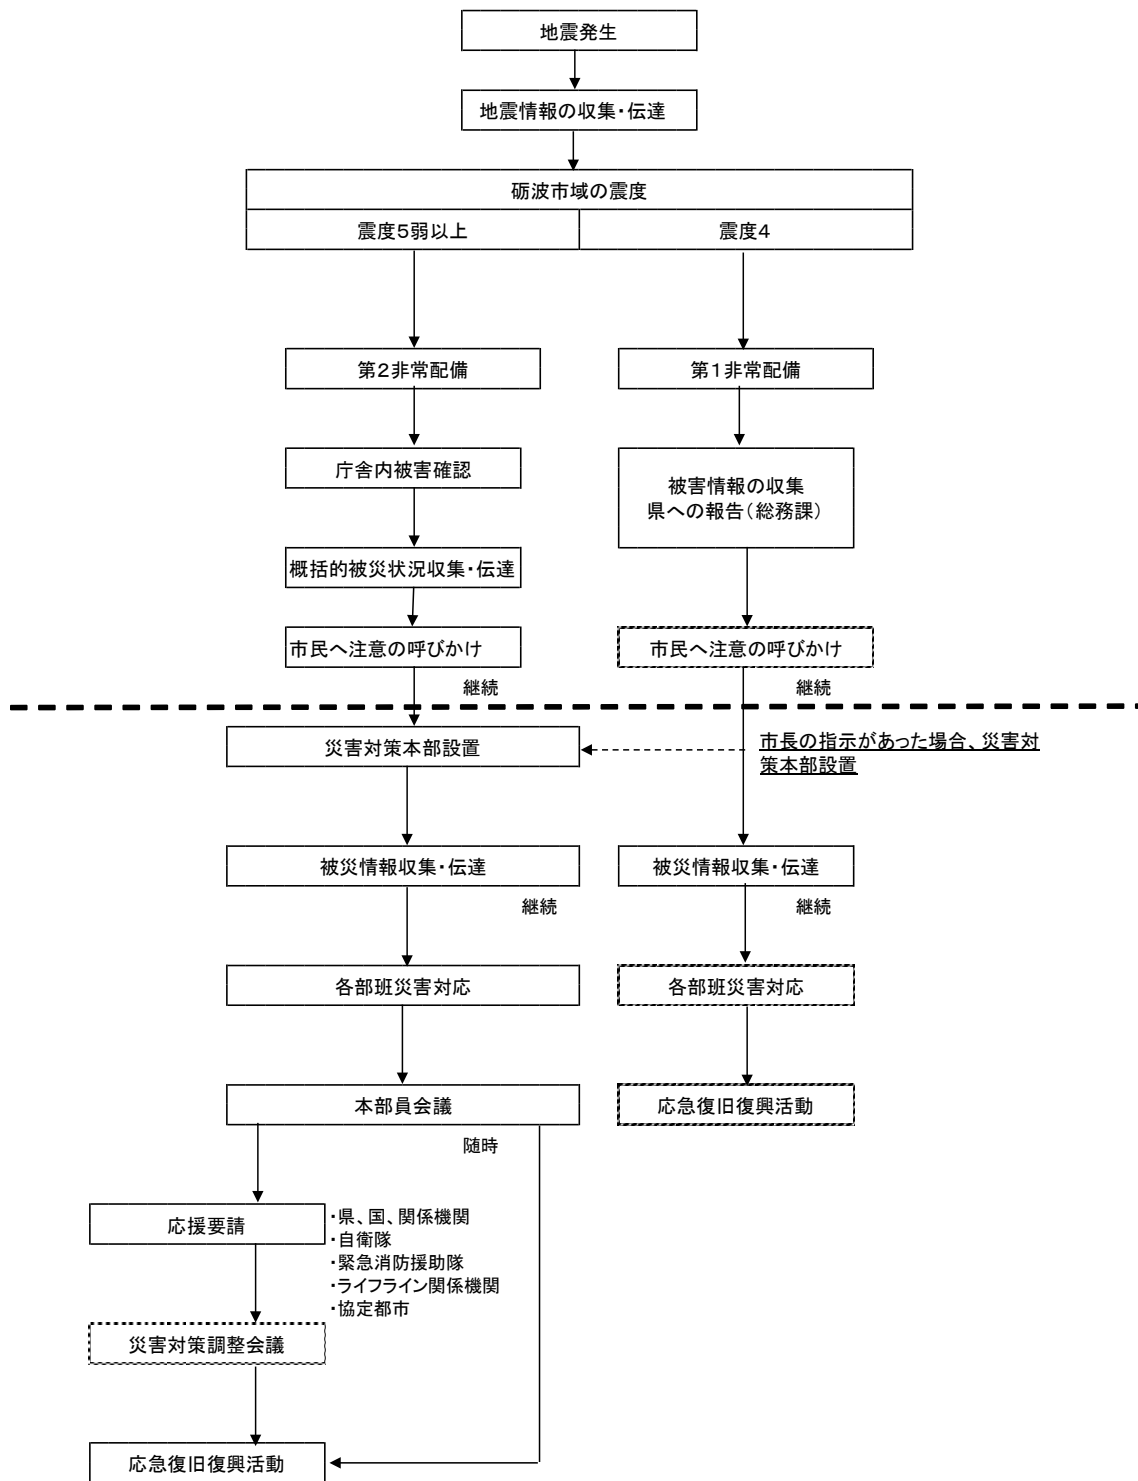 地震発生
地震情報の収集・伝達
砺波市域の震度
震度5弱以上
震度4
第2非常配備
第1非常配備
庁舎内被害確認
被害情報の収集
県への報告(総務課)
概括的被災状況収集・伝達
市民へ注意の呼びかけ
市民へ注意の呼びかけ
継続
継続
災害対策本部設置
市長の指示があった場合、災害対
策本部設置
被災情報収集・伝達
被災情報収集・伝達
継続
継続
各部班災害対応
各部班災害対応
本部員会議
応急復旧復興活動
随時
応援要請
・県、国、関係機関
・自衛隊
・緊急消防援助隊
・ライフライン関係機関
・協定都市
災害対策調整会議
応急復旧復興活動